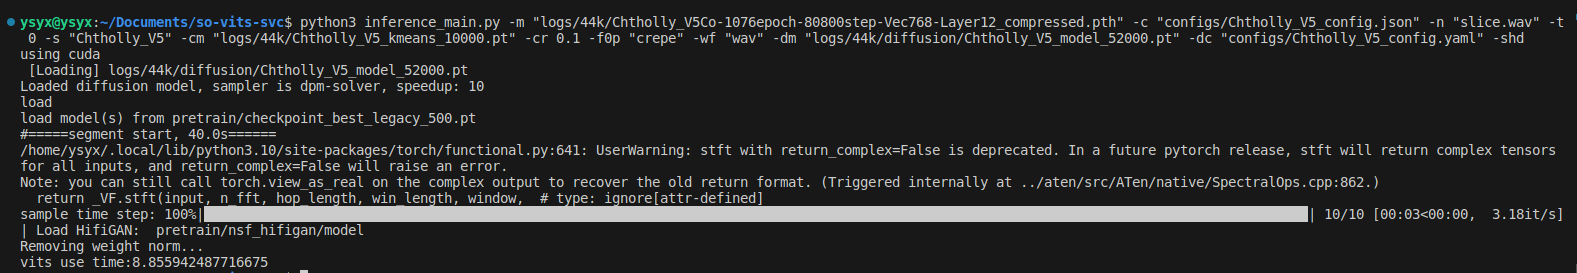 ysyx@ysyx:~/Documents/so-vits-svc$ python3 inference_main.py -m "logs/44k/Chtholly_V5Co-1076epoch-80800step-Vec768-Layer12_compressed.pth" -c "configs/Chtholly_V5_config.json" -n "slice.wav" -t
0 -s "Chtholly_V5" -cm "logs/44k/Chtholly_V5_kmeans_10000.pt" -cr 0.1 -f0p "crepe" -wf "wav" -dm "logs/44k/diffusion/Chtholly_V5_model_52000.pt" -dc "configs/Chtholly_V5_config.yaml" -shd
using cuda
[Loading] logs/44k/diffusion/Chtholly_V5_model_52000.pt
Loaded diffusion model, sampler is dpm-solver, speedup: 10
load
load model(s) from pretrain/checkpoint_best_legacy_500.pt
#=====segment start, 40.0s======
/home/ysyx/.local/lib/python3.10/site-packages/torch/functional.py:641: UserWarning: stft with return_complex=False is deprecated. In a future pytorch release, stft will return complex tensors
for all inputs, and return_complex=False will raise an error.
Note: you can still call torch.view_as_real on the complex output to recover the old return format. (Triggered internally at ../aten/src/ATen/native/SpectralOps.cpp:862.)
return _VF.stft(input, n_fft, hop_length, win_length, window,  # type: ignore[attr-defined]
sample time step: 100%| | 10/10 [00:03<00:00,  3.18it/s]
| Load HifiGAN:  pretrain/nsf_hifigan/model
Removing weight norm...
vits use time:8.855942487716675